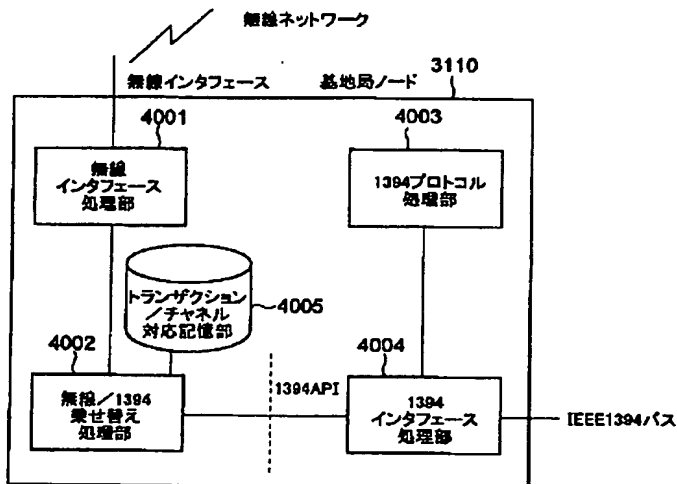 無線ネットワーク
無線インタフェース
基地局ノード
3110
4001
無線
インタフェース
処理部
4003
1394プロトコル
処理部
トランザクション
／チャネル
対応記憶部
4005
4002
無線／1394
乗せ替え
処理部
1394API
4004
1394
インタフェース
処理部
IEEE1394バス